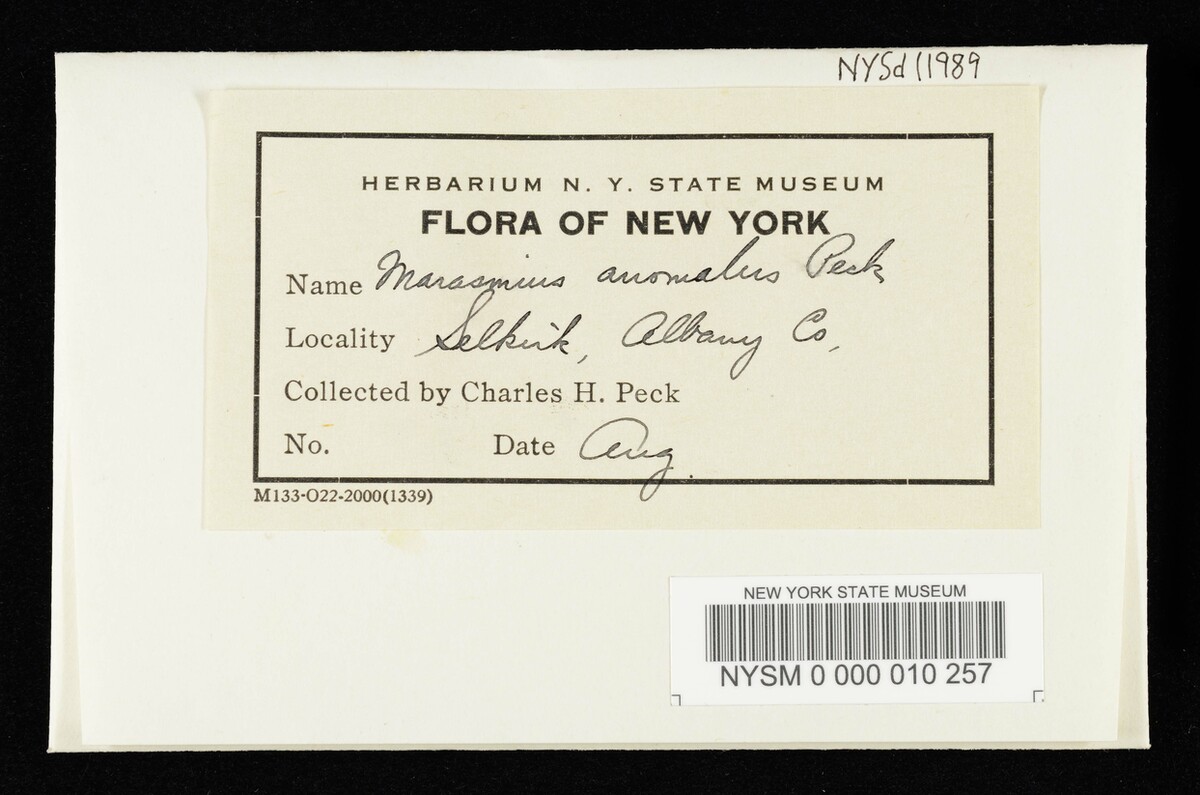 NYSd 11989
HERBARIUM N. Y. STATE MUSEUM
FLORA OF NEW YORK
Name Marasmius anomalus Peck
Locality Selkirk, Albany Co,
Collected by Charles H. Peck
No. Date Aug.
M133-O22-2000(1339)
NEW YORK STATE MUSEUM
NYSM 0 000 010 257